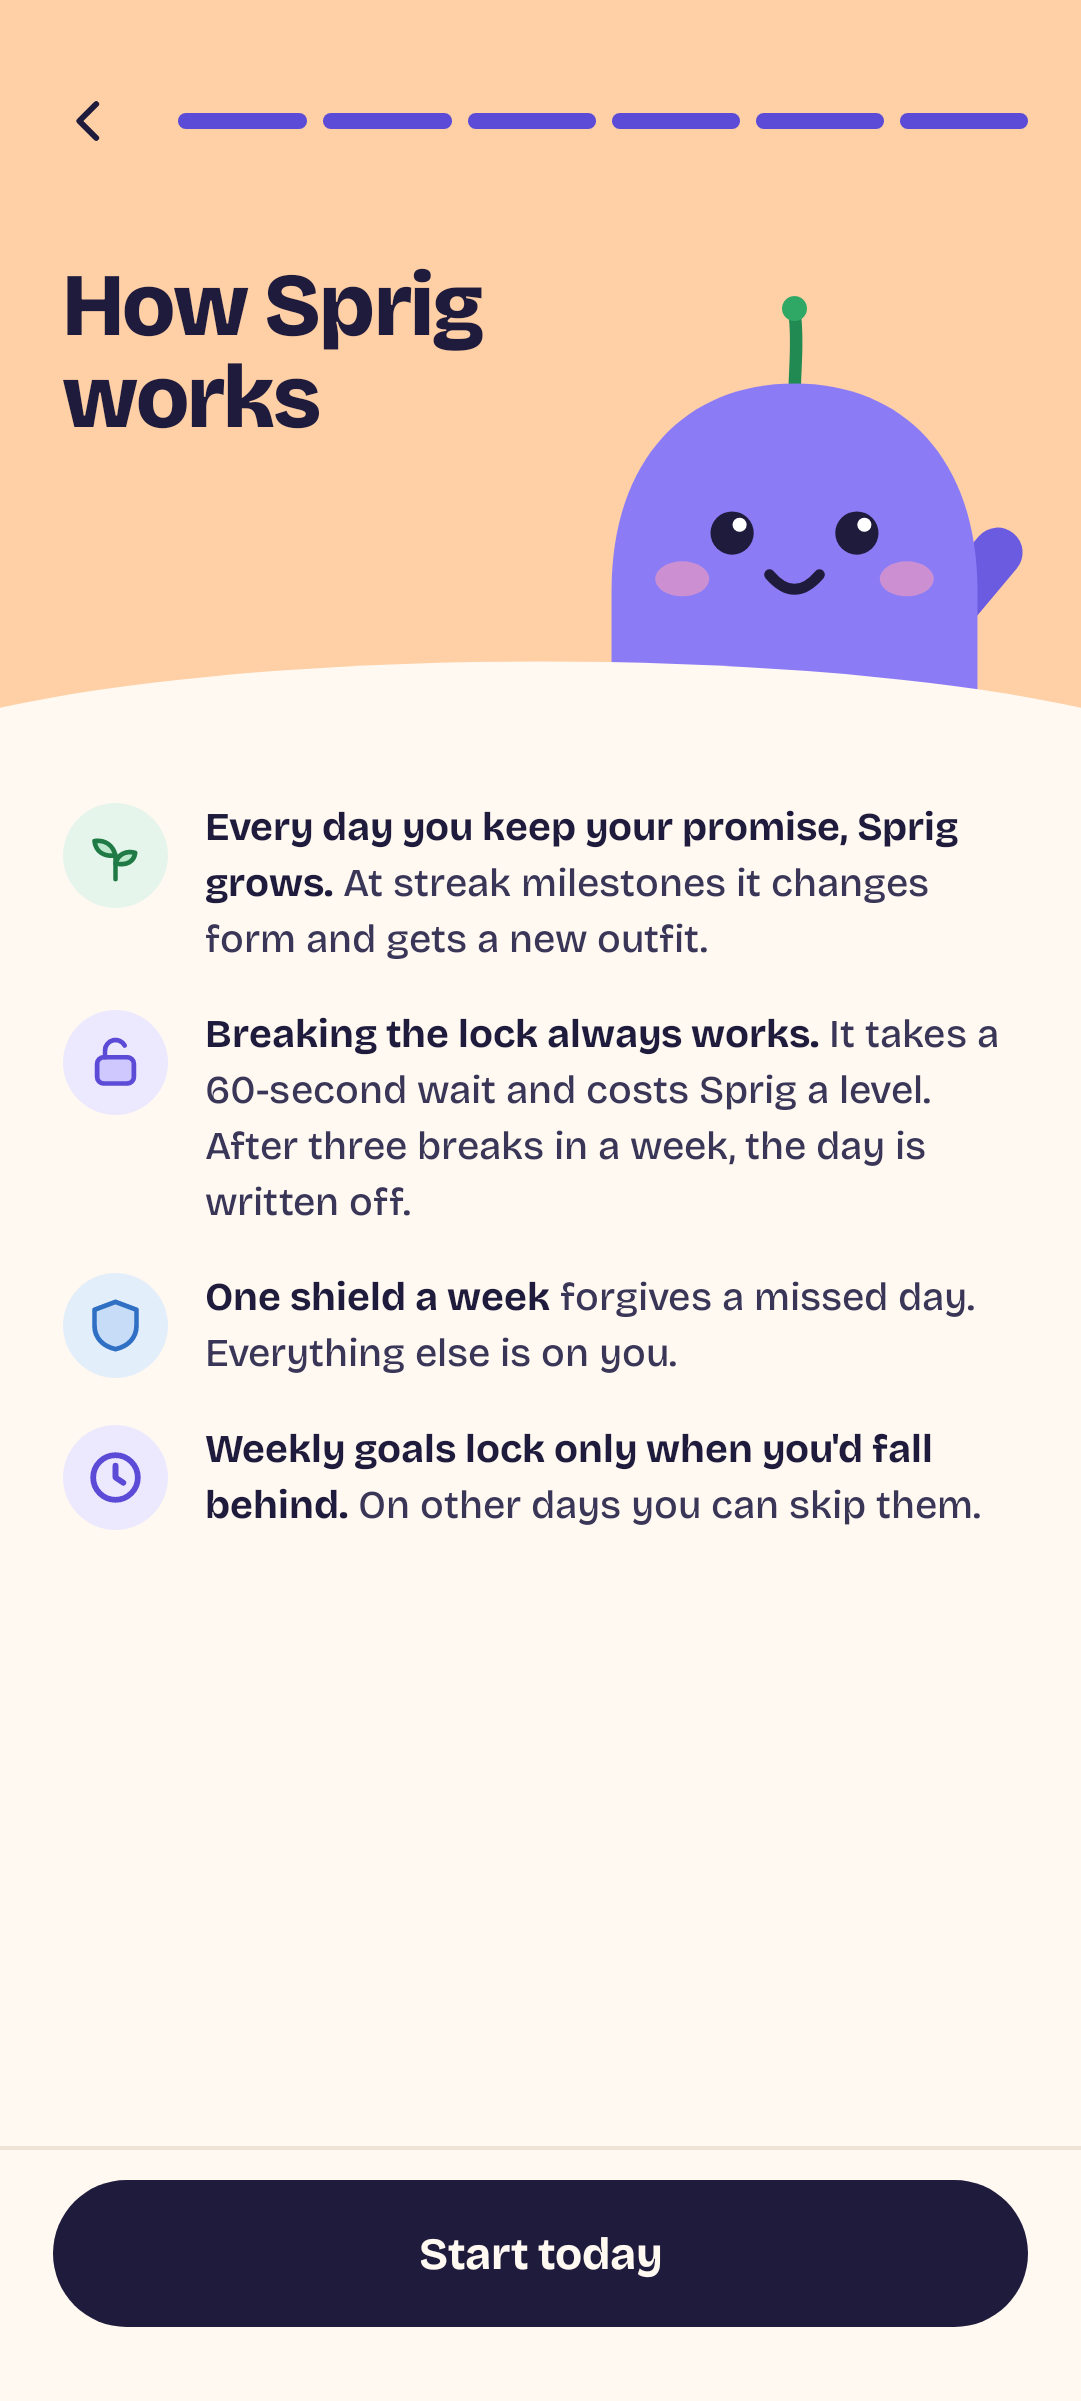 How Sprig
works
Every day you keep your promise, Sprig
grows. At streak milestones it changes
form and gets a new outfit.
Breaking the lock always works. It takes a
60-second wait and costs Sprig a level.
After three breaks in a week, the day is
written off.
One shield a week forgives a missed day.
Everything else is on you.
Weekly goals lock only when you'd fall
behind. On other days you can skip them.
Start today